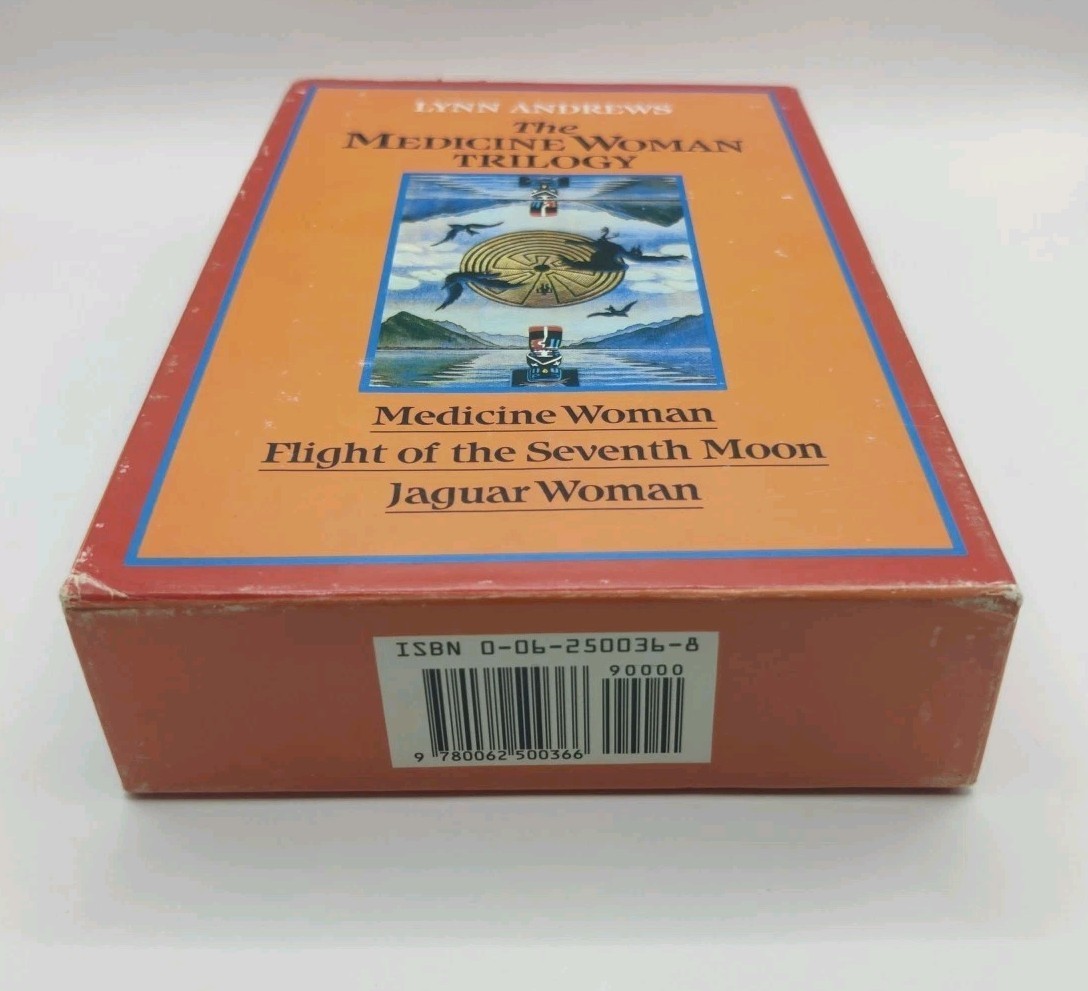 LYNN ANDREWS
The
MEDICINE WOMAN
TRILOGY
Medicine Woman
Flight of the Seventh Moon
Jaguar Woman
ISBN 0-06-250036-8
90000
9 780062 500366